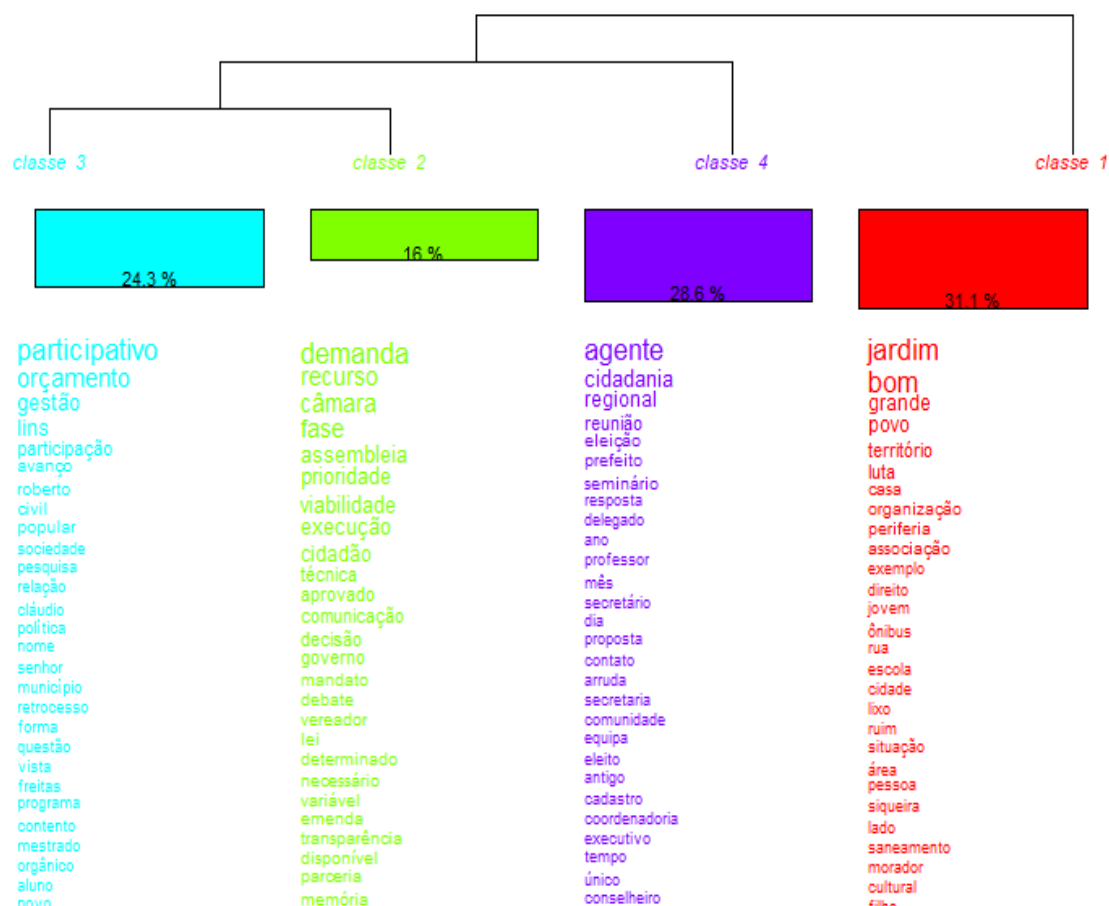 classe 3
classe 2
classe 4
classe 1
24.3 %
16 %
28.6 %
31.1 %
participativo
orçamento
gestão
lins
participação
avanço
roberto
civil
popular
sociedade
pesquisa
relação
cláudio
política
nome
senhor
município
retrocesso
forma
questão
vista
freitas
programa
contento
mestrado
orgânico
aluno
demanda
recurso
câmara
fase
assembleia
prioridade
viabilidade
execução
cidadão
técnica
aprovado
comunicação
decisão
governo
mandato
debate
vereador
lei
determinado
necessário
variável
emenda
transparência
disponível
parceria
memória
agente
cidadania
regional
reunião
eleição
prefeito
seminário
resposta
delegado
ano
professor
mês
secretário
dia
proposta
contato
arruda
secretaria
comunidade
equipa
eleito
antigo
cadastro
coordenadoria
executivo
tempo
único
conselheiro
jardim
bom
grande
povo
território
luta
casa
organização
periferia
associação
exemplo
direito
jovem
ônibus
rua
escola
cidade
lixo
ruim
situação
área
pessoa
siqueira
lado
saneamento
morador
cultural